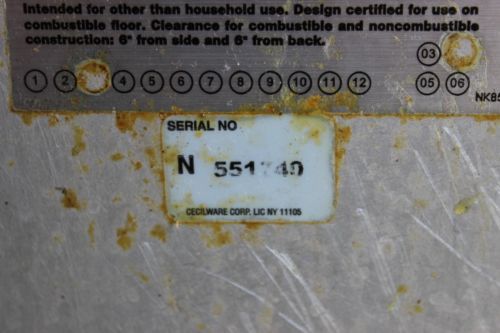 Intended for other than household use. Design certified for use on
combustible floor. Clearance for combustible and noncombustible
construction: 6" from side and 6" from back.
03
1 2 4 5 6 7 8 9 10 11 12 05 06
NK85
SERIAL NO
N 551740
CECILWARE CORP. LIC NY 11105